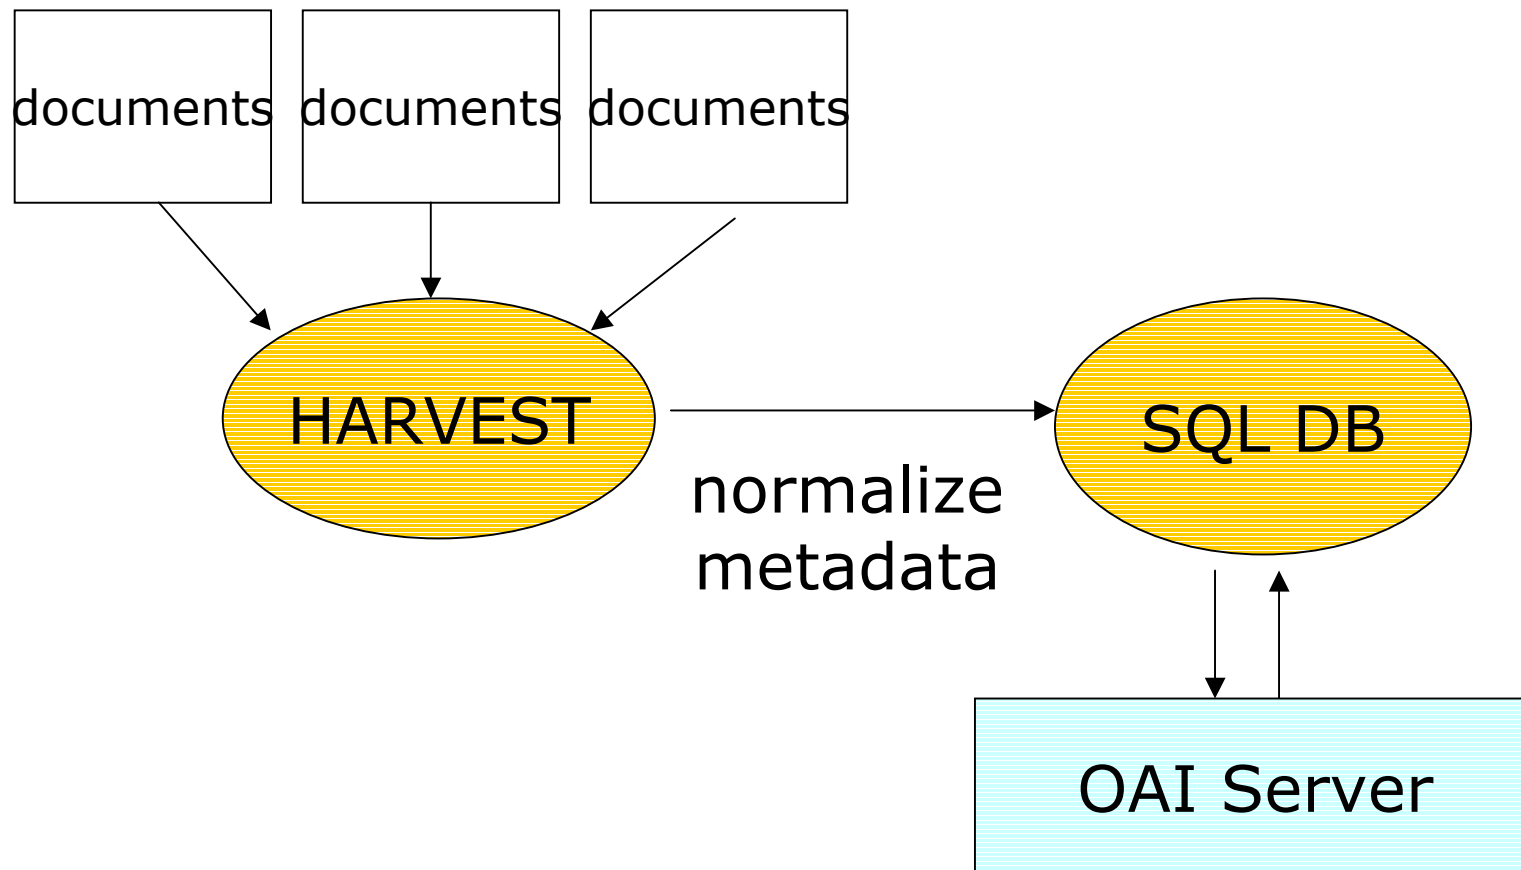 documents documents documents
HARVEST
SQL DB
normalize
metadata
OAI Server